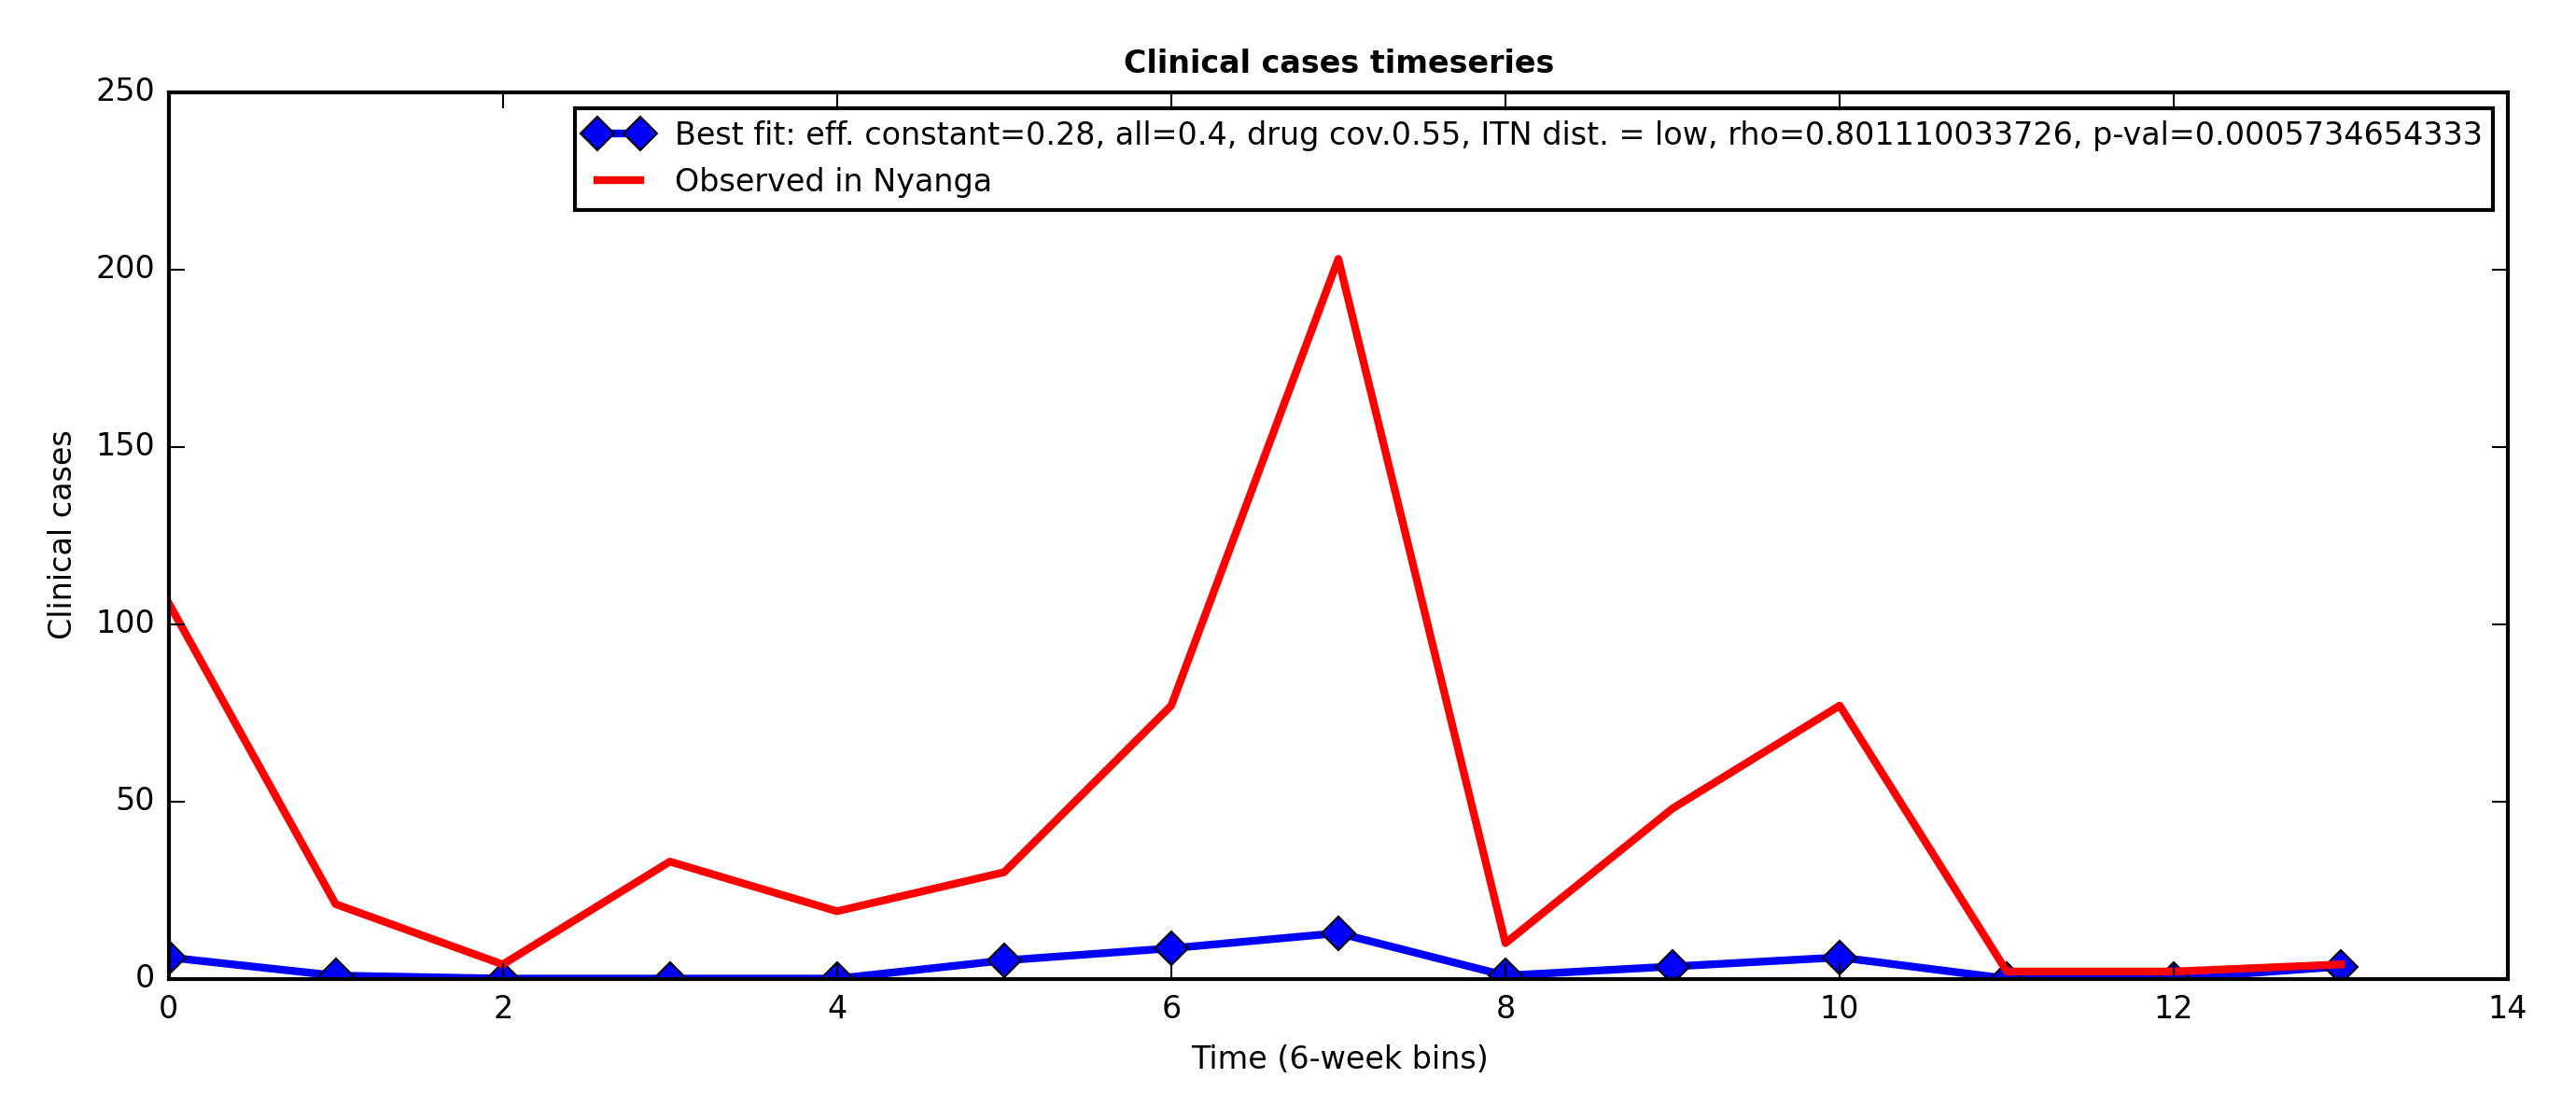 Clinical cases timeseries
250
200
150
100
50
0
Clinical cases
Best fit: eff. constant=0.28, all=0.4, drug cov.0.55, ITN dist. = low, rho=0.801110033726, p-val=0.0005734654333
Observed in Nyanga
0 2 4 6 8 10 12 14
Time (6-week bins)